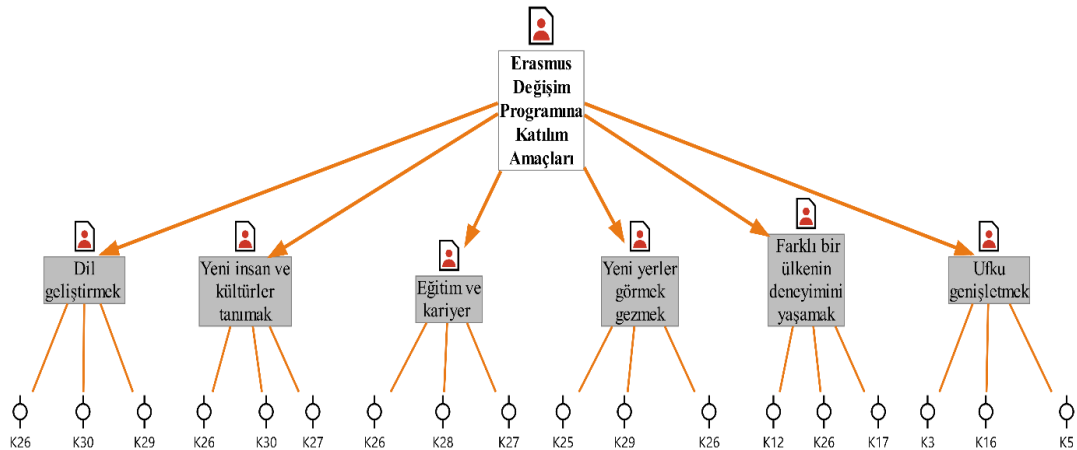 Erasmus
Değişim
Programına
Katılım
Amaçları
Dil
geliştirmek
Yeni insan ve
kültürler
tanımak
Eğitim ve
kariyer
Yeni yerler
görmek
gezmek
Farklı bir
ülkenin
deneyimini
yaşamak
Ufku
genişletmek
K26 K30 K29 K26 K30 K27 K26 K28 K27 K25 K29 K26 K12 K26 K17 K3 K16 K5